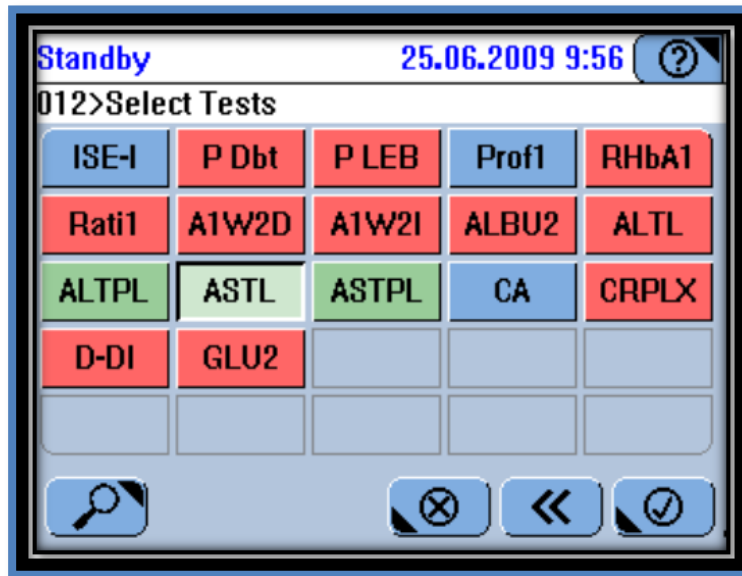 Standby 25.06.2009 9:56 ?
012>Select Tests
ISE-I P Dbt P LEB Prof1 RHbA1
Rati1 A1W2D A1W2I ALBU2 ALTL
ALTPL ASTL ASTPL CA CRPLX
D-DI GLU2